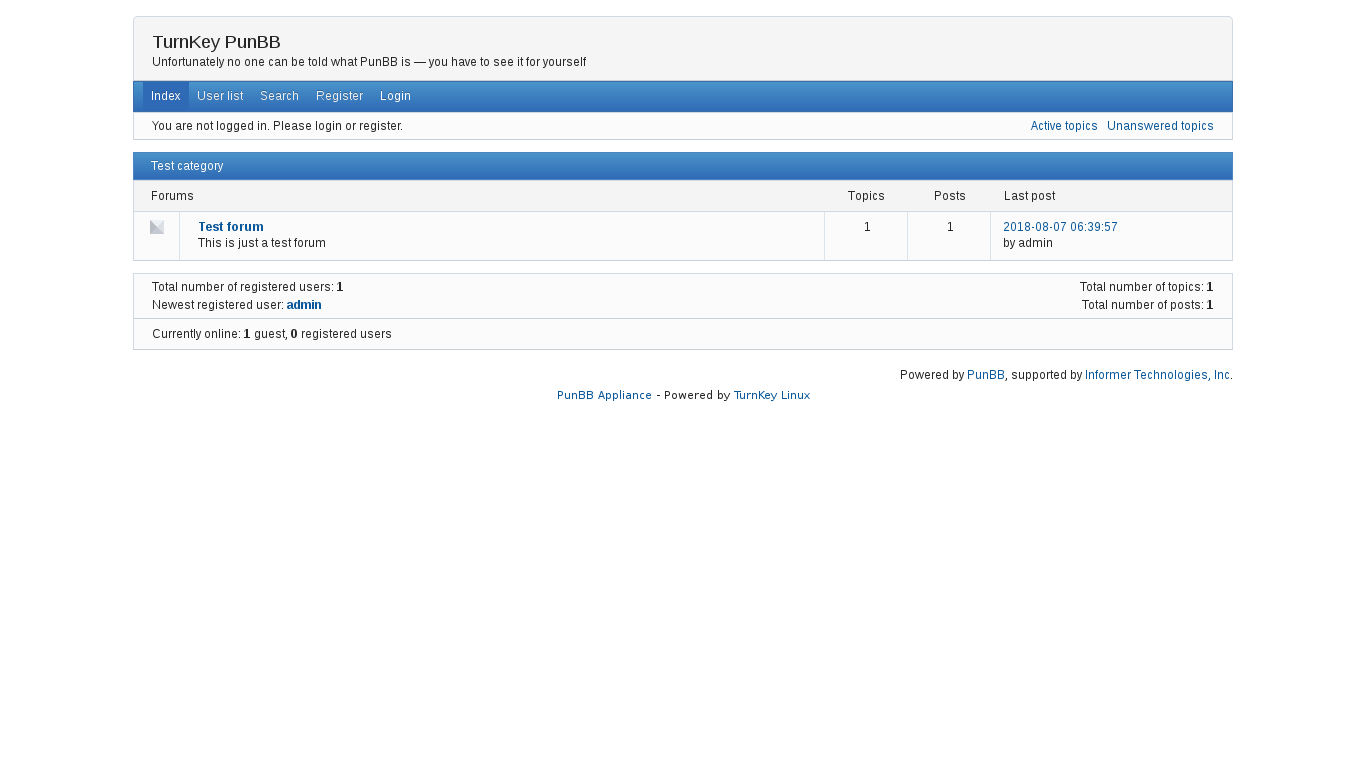 TurnKey PunBB
Unfortunately no one can be told what PunBB is — you have to see it for yourself
Index User list Search Register Login
You are not logged in. Please login or register. Active topics Unanswered topics
Test category
Forums Topics Posts Last post
Test forum 1 1 2018-08-07 06:39:57
This is just a test forum by admin
Total number of registered users: 1 Total number of topics: 1
Newest registered user: admin Total number of posts: 1
Currently online: 1 guest, 0 registered users
Powered by PunBB, supported by Informer Technologies, Inc.
PunBB Appliance - Powered by TurnKey Linux